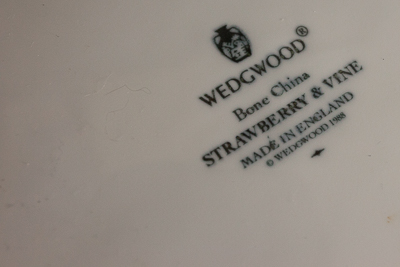 WEDGWOOD®
Bone China
STRAWBERRY & VINE
MADE IN ENGLAND
© WEDGWOOD 1988